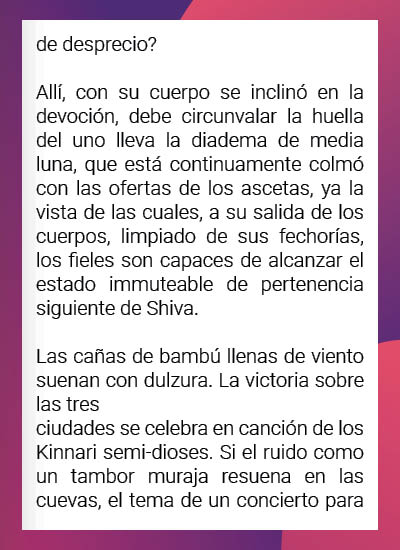 de desprecio?
Allí, con su cuerpo se inclinó en la
devoción, debe circunvalar la huella
del uno lleva la diadema de media
luna, que está continuamente colmó
con las ofertas de los ascetas, ya la
vista de las cuales, a su salida de los
cuerpos, limpiado de sus fechorías,
los fieles son capaces de alcanzar el
estado immuteable de pertenencia
siguiente de Shiva.
Las cañas de bambú llenas de viento
suenan con dulzura. La victoria sobre
las tres
ciudades se celebra en canción de los
Kinnari semi-dioses. Si el ruido como
un tambor muraja resuena en las
cuevas, el tema de un concierto para